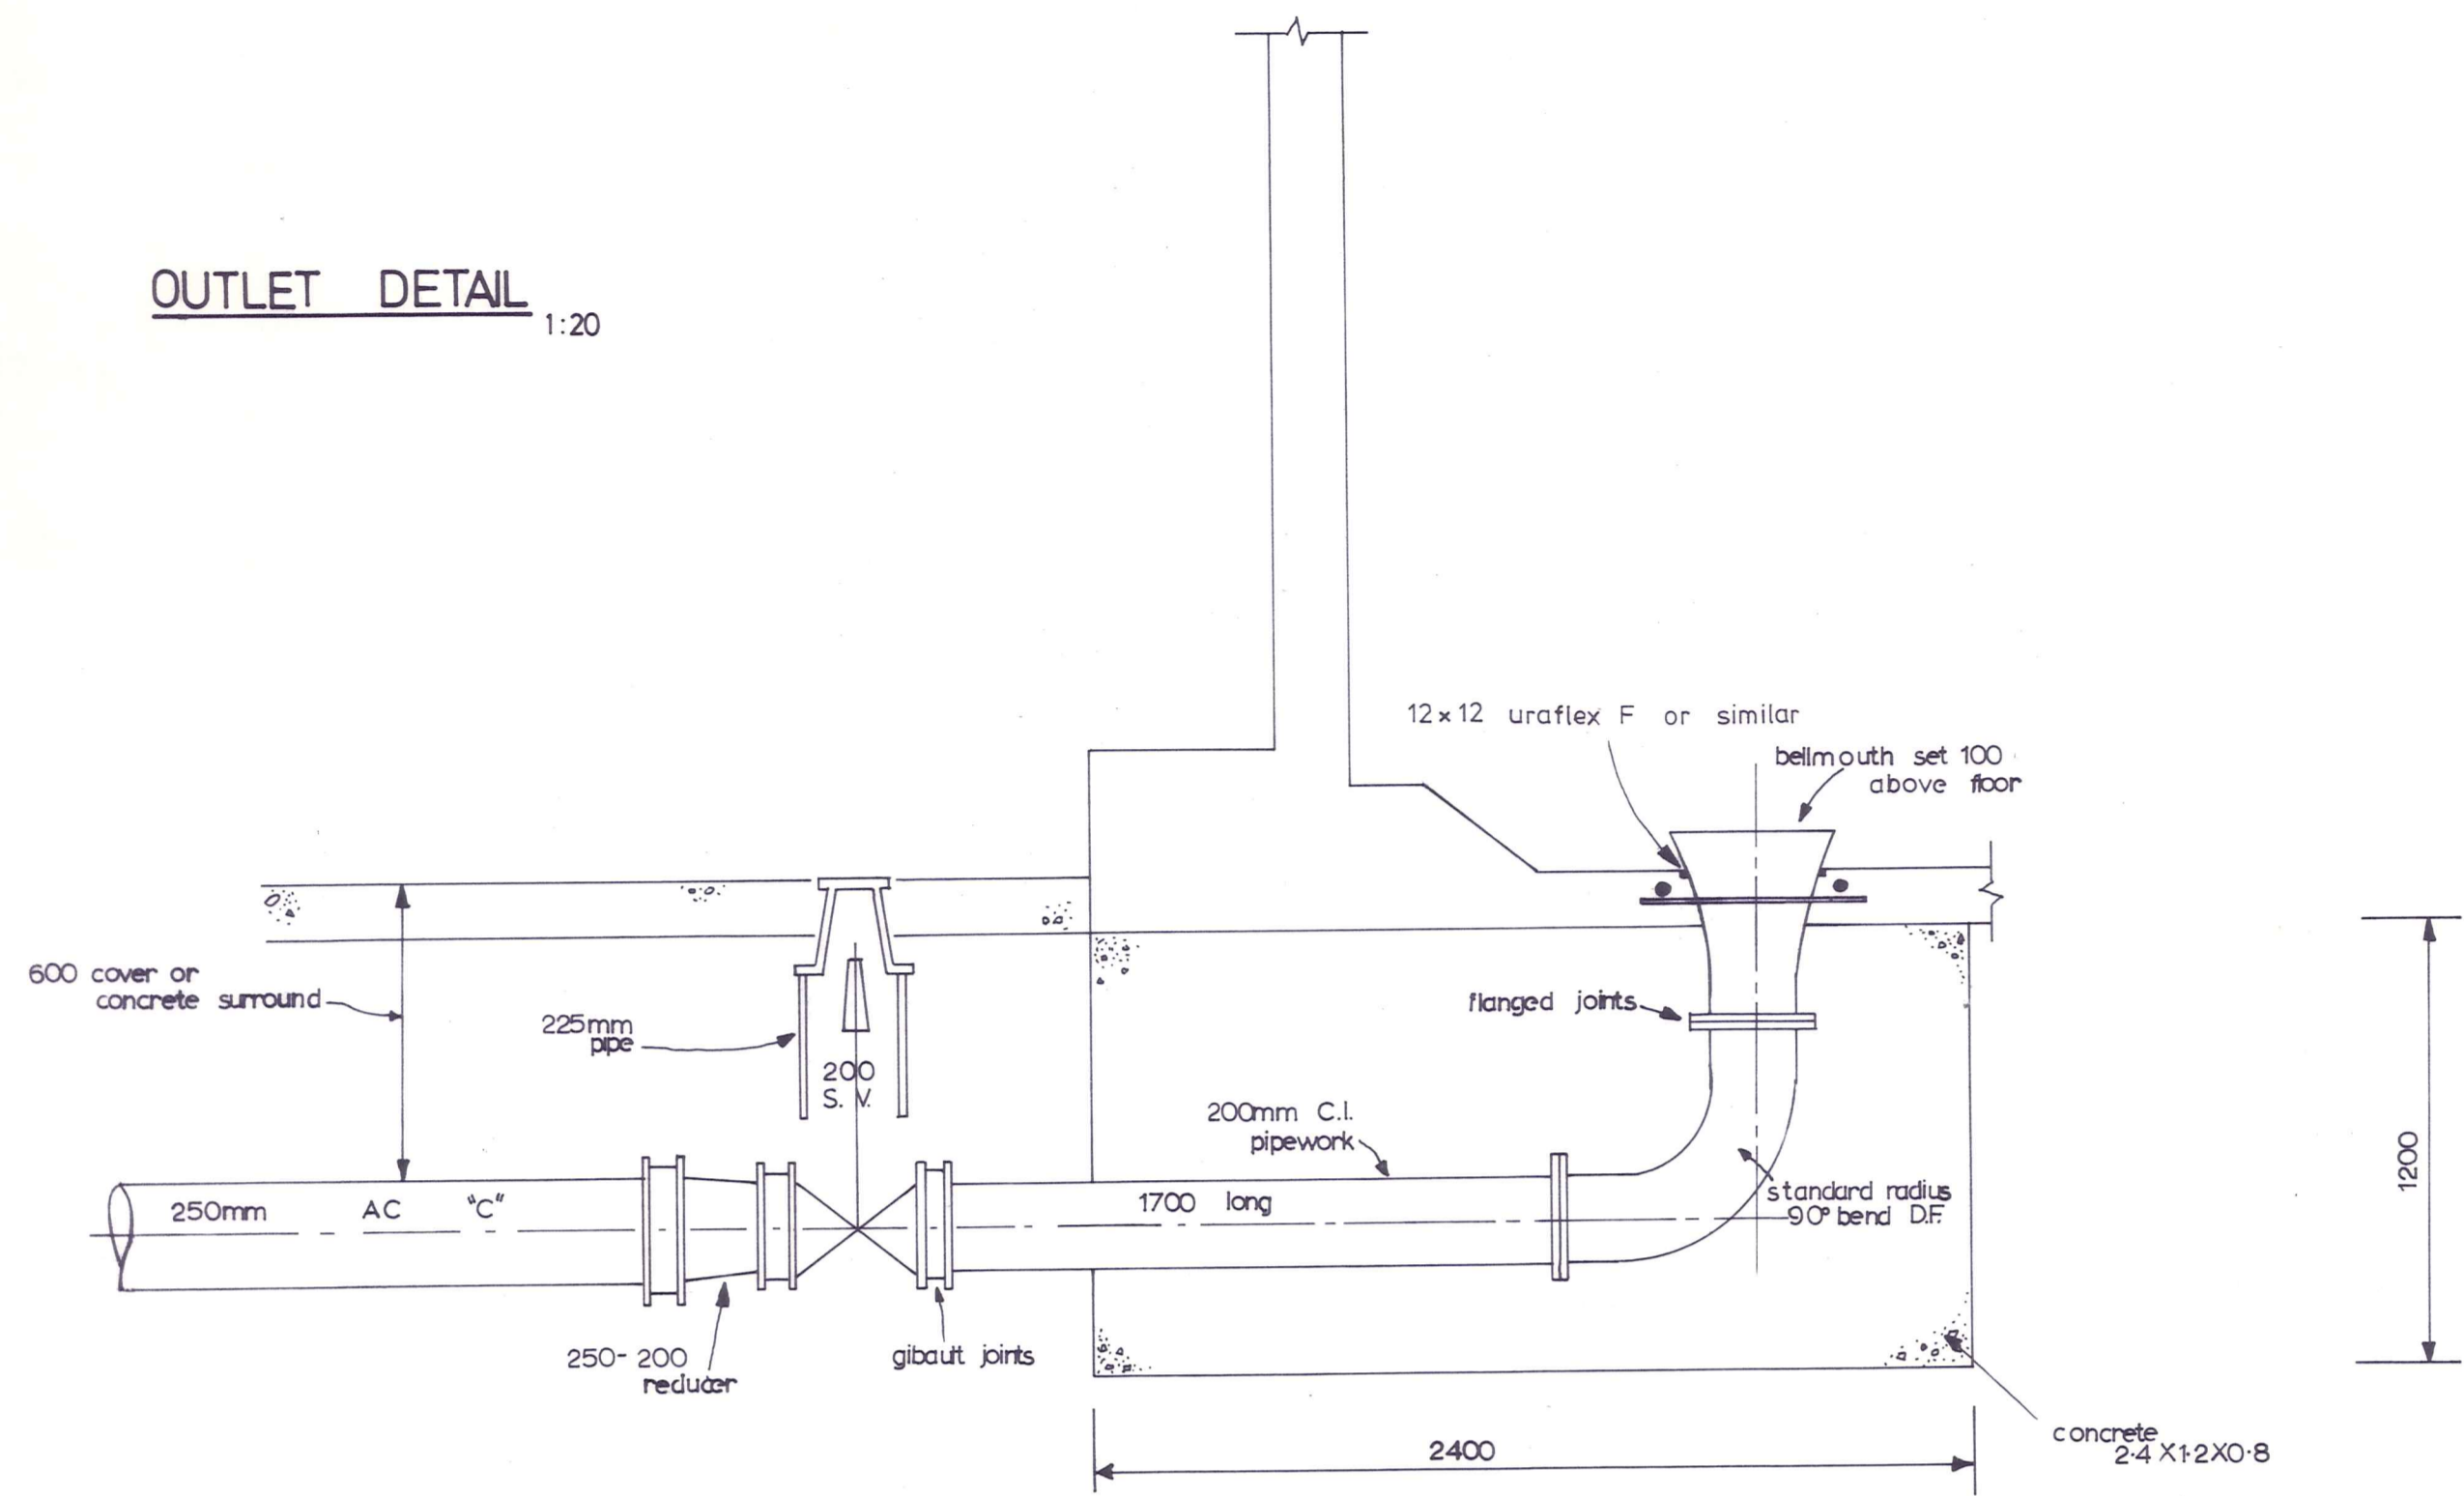 OUTLET DETAIL
1:20
12x12 uraflex F or similar
bellmouth set 100
above floor
600 cover or
concrete surround
225mm
pipe
200
S. V.
flanged joints
200mm C.I.
pipework
1200
250mm AC "C"
1700 long
standard radius
90° bend D.F.
250-200
reducer
gibault joints
2400
concrete
2·4 X1·2X0·8